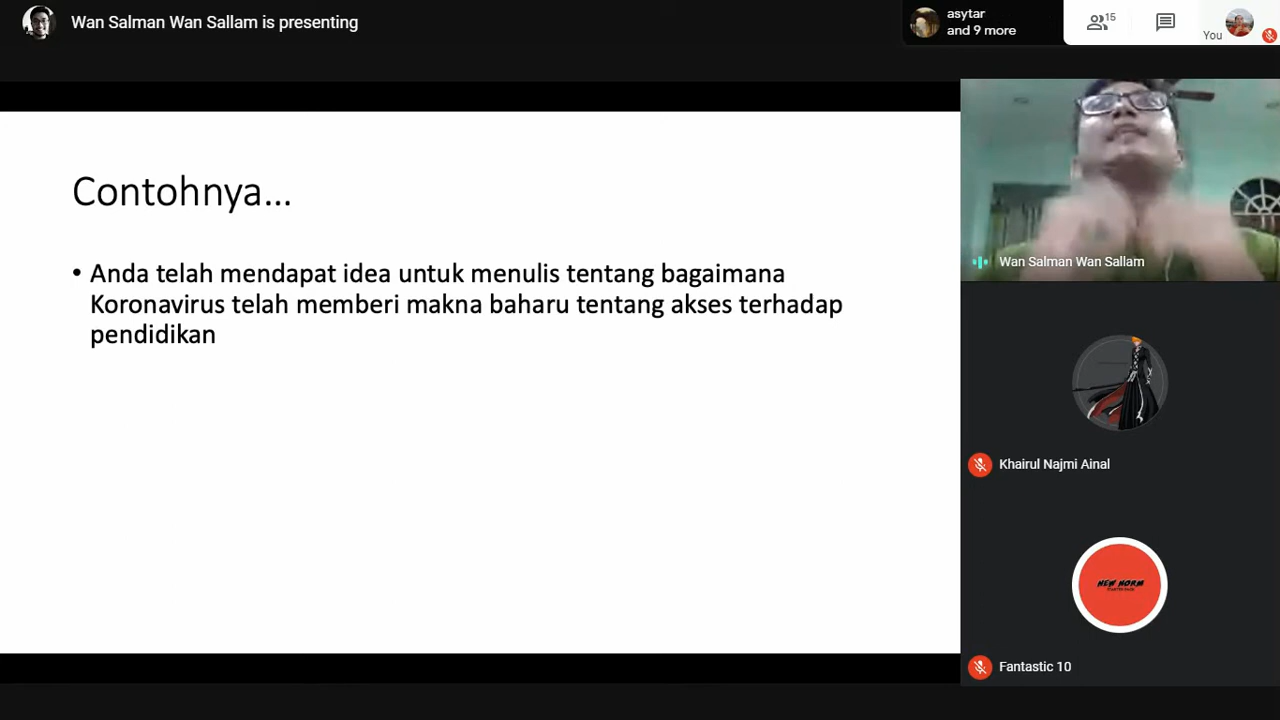 Wan Salman Wan Sallam is presenting
asytar
and 9 more
15
You
Contohnya...
• Anda telah mendapat idea untuk menulis tentang bagaimana
Koronavirus telah memberi makna baharu tentang akses terhadap
pendidikan
Wan Salman Wan Sallam
Khairul Najmi Ainal
NEW NORM
Fantastic 10